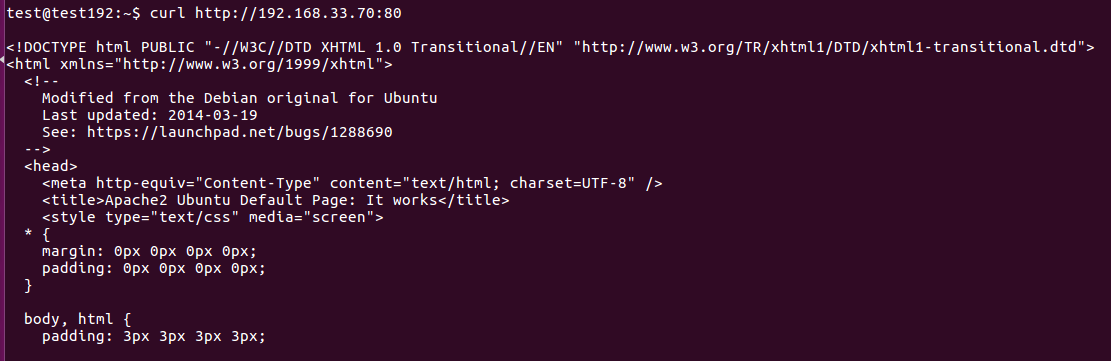 test@test192:~$ curl http://192.168.33.70:80
<!DOCTYPE html PUBLIC "-//W3C//DTD XHTML 1.0 Transitional//EN" "http://www.w3.org/TR/xhtml1/DTD/xhtml1-transitional.dtd">
<html xmlns="http://www.w3.org/1999/xhtml">
  <!--
    Modified from the Debian original for Ubuntu
    Last updated: 2014-03-19
    See: https://launchpad.net/bugs/1288690
  -->
  <head>
    <meta http-equiv="Content-Type" content="text/html; charset=UTF-8" />
    <title>Apache2 Ubuntu Default Page: It works</title>
    <style type="text/css" media="screen">
  * {
    margin: 0px 0px 0px 0px;
    padding: 0px 0px 0px 0px;
  }
  body, html {
    padding: 3px 3px 3px 3px;